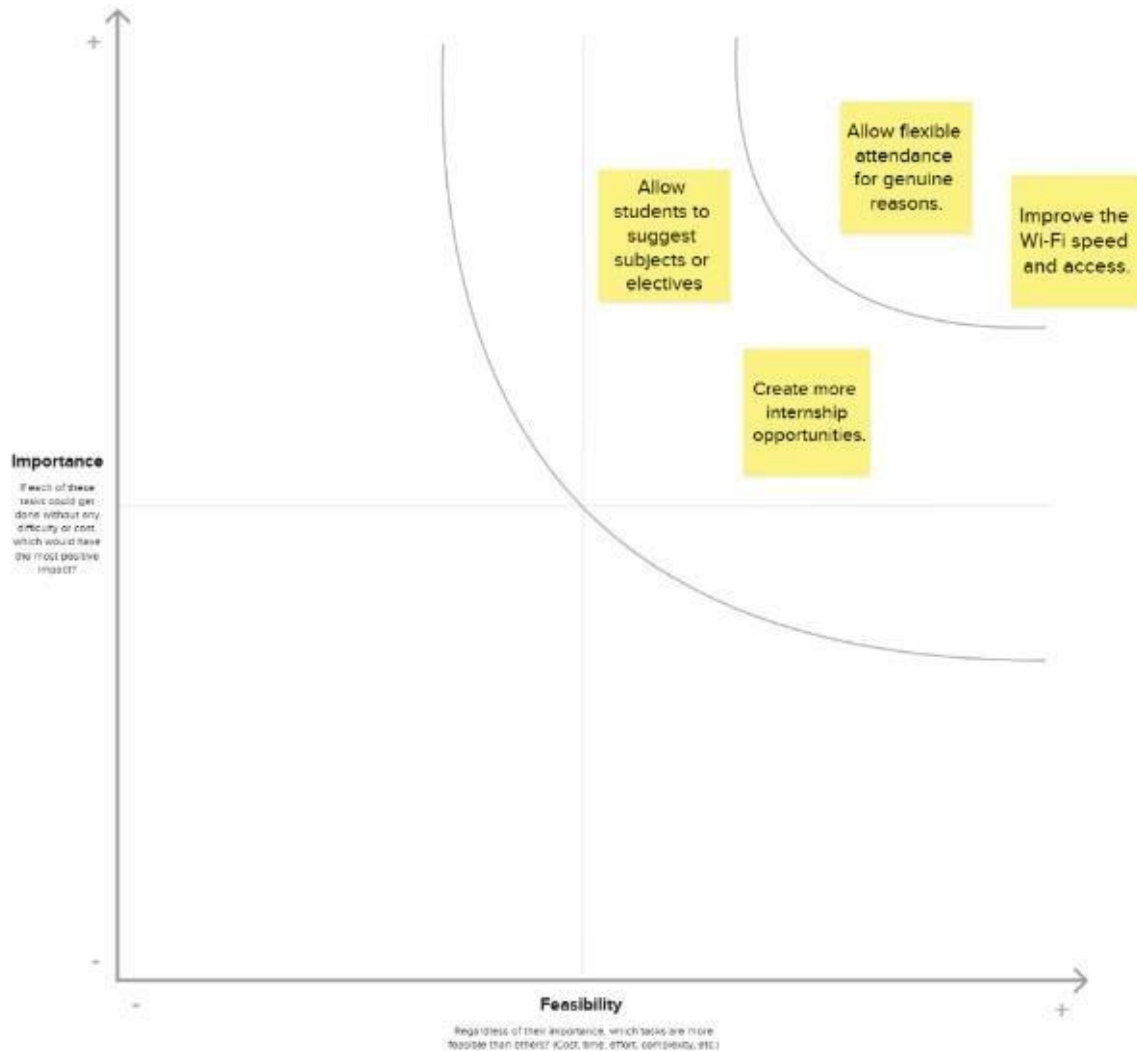 +
Allow flexible
attendance
for genuine
reasons.
Allow
students to
suggest
subjects or
electives
Improve the
Wi-Fi speed
and access.
Create more
internship
opportunities.
Importance
If each of these
tasks could get
done without any
difficulty or cost,
which would have
the most positive
impact?
-
-
Feasibility
+
Regardless of their importance, which tasks are more
feasible than others? (Cost, time, effort, complexity, etc.)